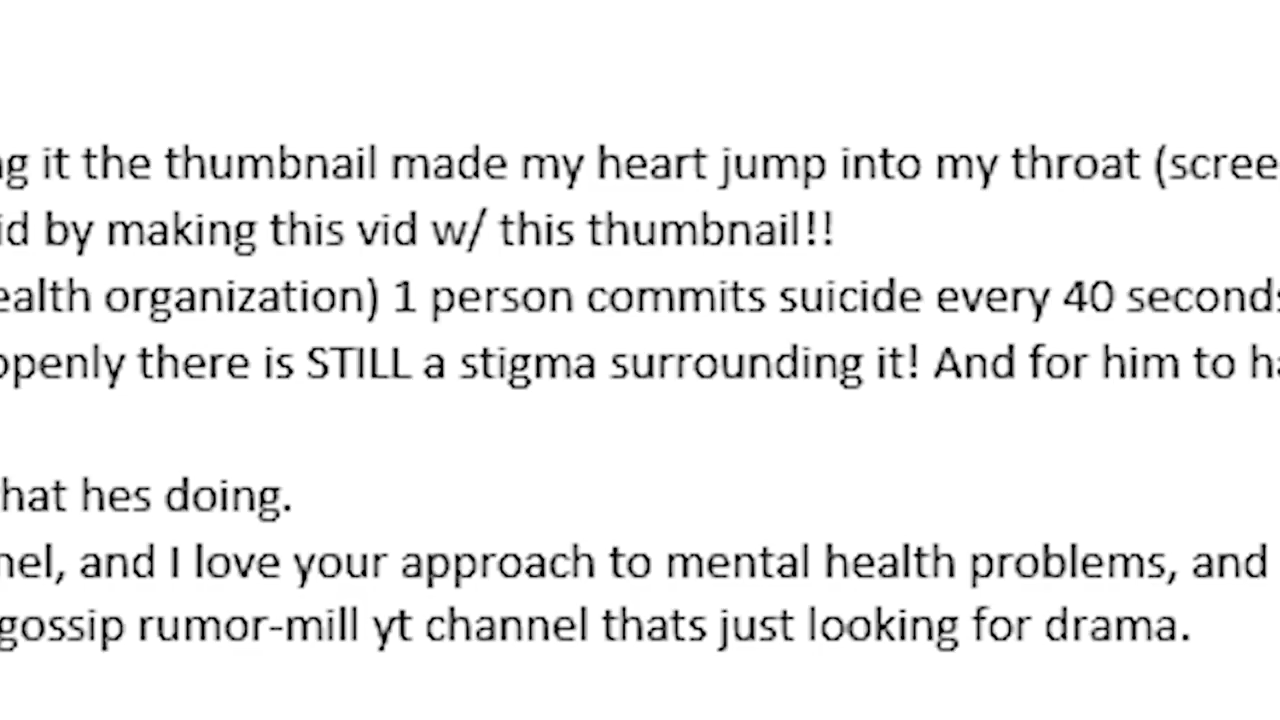 ng it the thumbnail made my heart jump into my throat (scree
id by making this vid w/ this thumbnail!!
ealth organization) 1 person commits suicide every 40 seconds
openly there is STILL a stigma surrounding it! And for him to ha
hat hes doing.
nel, and I love your approach to mental health problems, and
gossip rumor-mill yt channel thats just looking for drama.